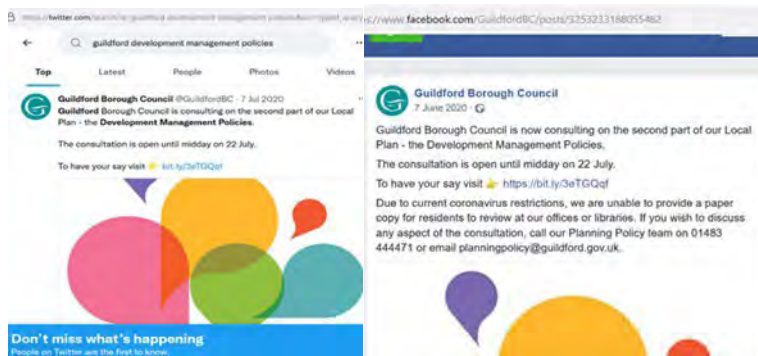 twitter.com/search?q=guildford development management policies
guildford development management policies
Top Latest People Photos Videos
Guildford Borough Council @GuildfordBC · 7 Jul 2020
Guildford Borough Council is consulting on the second part of our Local
Plan - the Development Management Policies.
The consultation is open until midday on 22 July.
To have your say visit 👉 bit.ly/3eTGQqf
Don't miss what's happening
People on Twitter are the first to know.
s://www.facebook.com/GuildfordBC/posts/3253233188055462
Guildford Borough Council
7 June 2020 ·
Guildford Borough Council is now consulting on the second part of our Local
Plan - the Development Management Policies.
The consultation is open until midday on 22 July.
To have your say visit 👉 https://bit.ly/3eTGQqf
Due to current coronavirus restrictions, we are unable to provide a paper
copy for residents to review at our offices or libraries. If you wish to discuss
any aspect of the consultation, call our Planning Policy team on 01483
444471 or email planningpolicy@guildford.gov.uk.